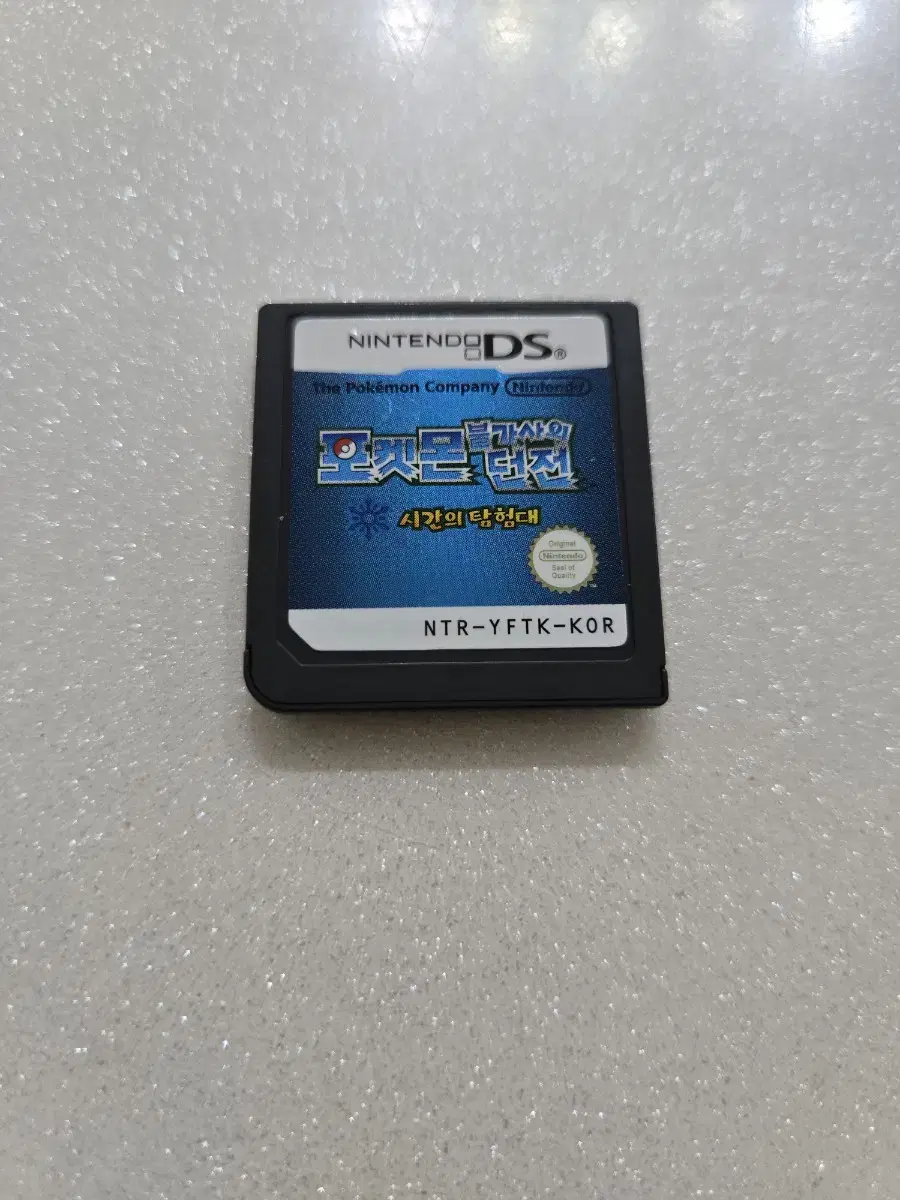 NINTENDO DS®
The Pokémon Company Nintendo
포켓몬 불가사의 던전
시간의 탐험대
Original
Nintendo
Seal of
Quality
NTR-YFTK-KOR